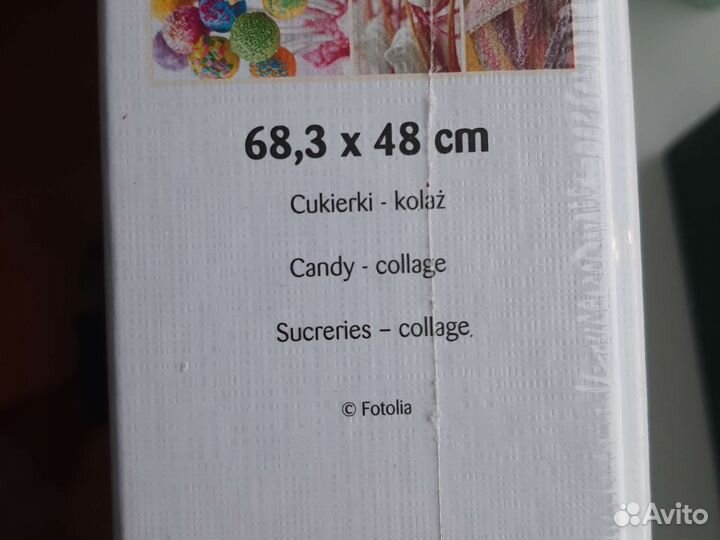 68,3 x 48 cm
Cukierki - kolaż
Candy - collage
Sucreries – collage
© Fotolia
Avito